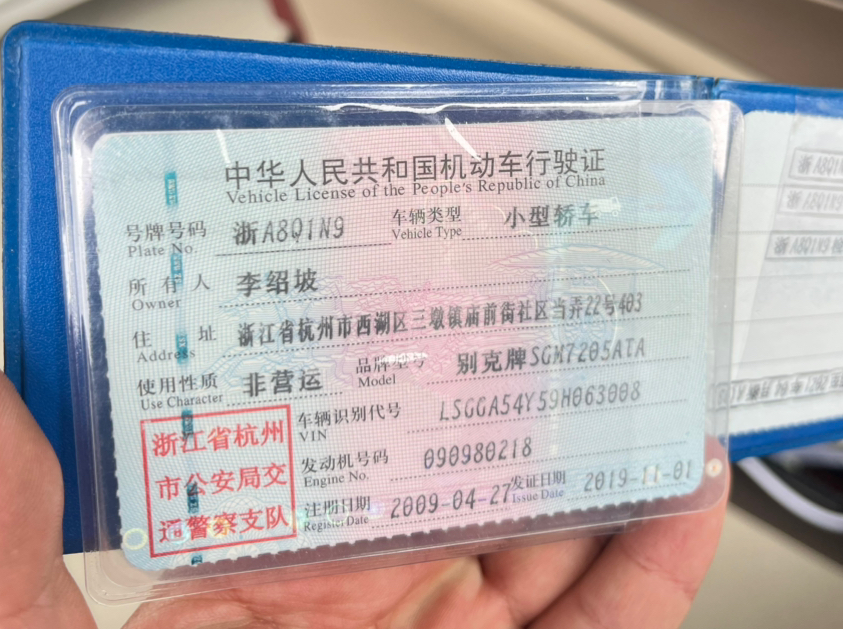 中华人民共和国机动车行驶证
Vehicle License of the People's Republic of China
号牌号码 浙A8Q1N9 车辆类型 小型轿车
Plate No. Vehicle Type
所有人 李绍坡
Owner
住址 浙江省杭州市西湖区三墩镇庙前街社区当弄22号403
Address
使用性质 非营运 品牌型号 别克牌SGM7205ATA
Use Character Model
车辆识别代号 LSGGA54Y59H063008
VIN
发动机号码 090980218
Engine No.
注册日期 2009-04-27 发证日期 2019-11-01
Register Date Issue Date
浙江省杭州
市公安局交
通警察支队